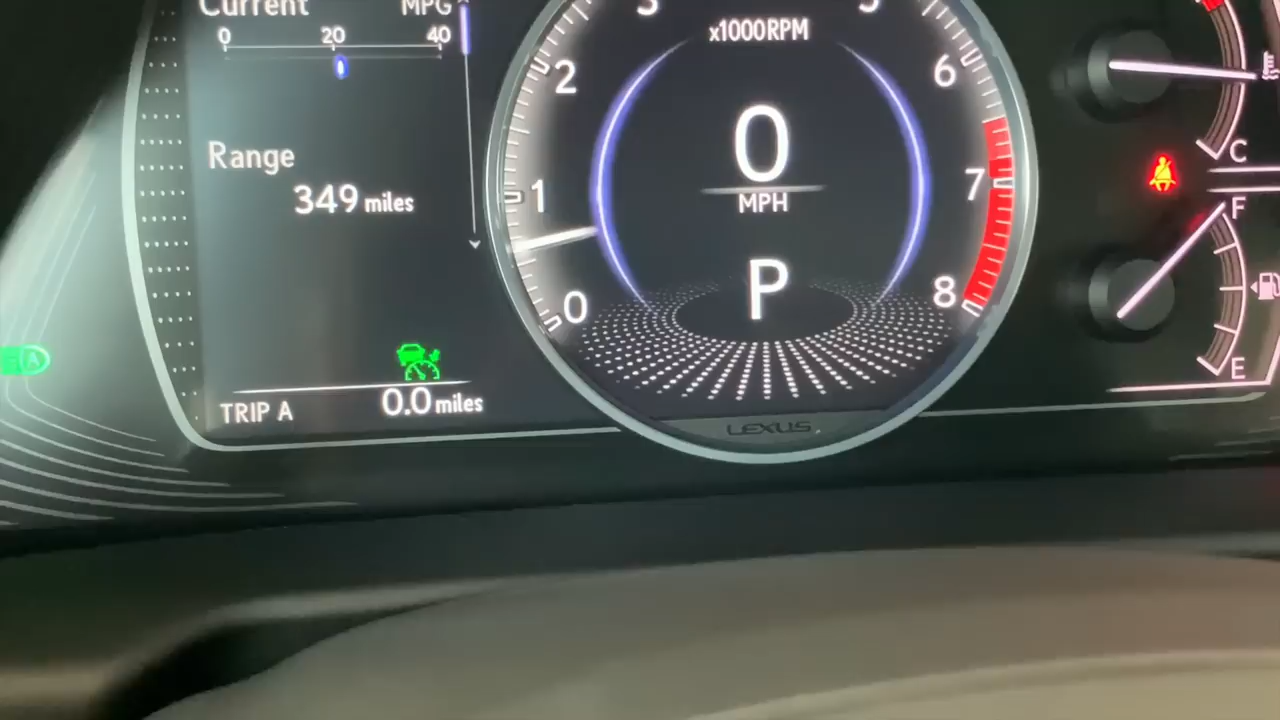 Current MPG
0 20 40
Range
349 miles
TRIP A 0.0 miles
x1000RPM
0
1
2
3
5
6
7
8
0
MPH
P
LEXUS
C
F
E
A